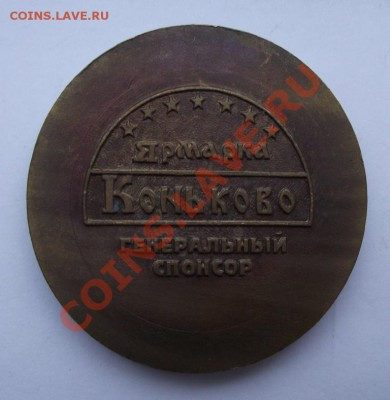 COINS.LAVE.RU
Ярмарка
Коньково
ГЕНЕРАЛЬНЫЙ
СПОНСОР
COINS.LAVE.RU